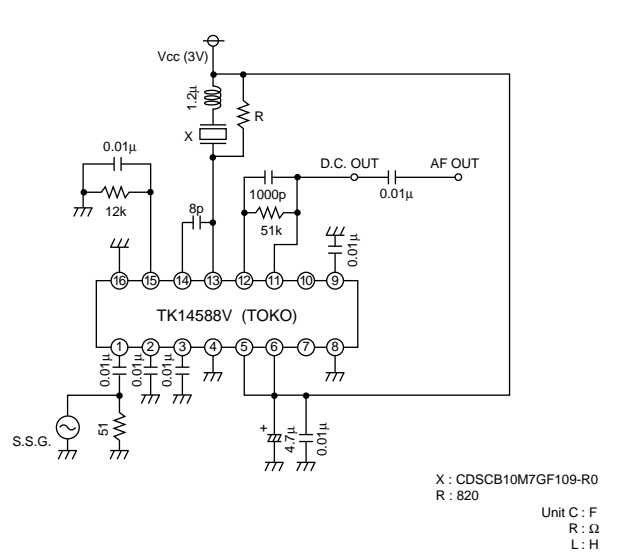 Vcc (3V)
1.2μ
R
X
0.01μ
12k
8p
1000p
51k
D.C. OUT
AF OUT
0.01μ
0.01μ
16 15 14 13 12 11 10 9
TK14588V (TOKO)
1 2 3 4 5 6 7 8
0.01μ
0.01μ
0.01μ
S.S.G.
51
+
4.7μ
0.01μ
X : CDSCB10M7GF109-R0
R : 820
Unit C : F
R : Ω
L : H